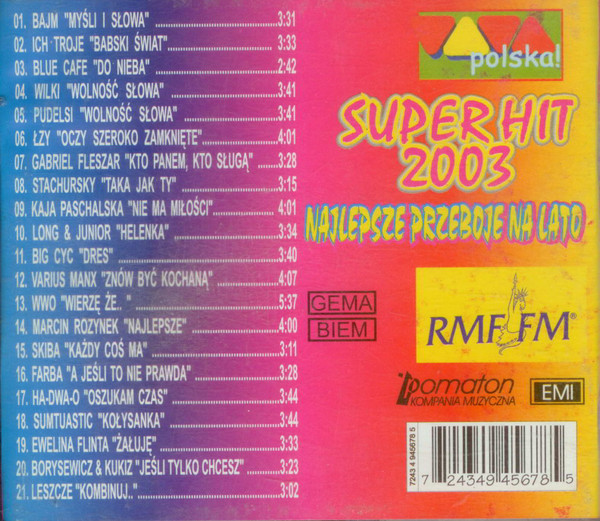 01. BAJM "MYŚLI I SŁOWA" 3:31
02. ICH TROJE "BABSKI ŚWIAT" 3:33
03. BLUE CAFE "DO NIEBA" 2:42
04. WILKI "WOLNOŚĆ SŁOWA" 3:41
05. PUDELSI "WOLNOŚĆ SŁOWA" 3:41
06. ŁZY "OCZY SZEROKO ZAMKNIĘTE" 4:01
07. GABRIEL FLESZAR "KTO PANEM, KTO SŁUGĄ" 3:28
08. STACHURSKY "TAKA JAK TY" 3:15
09. KAJA PASCHALSKA "NIE MA MIŁOŚCI" 4:01
10. LONG & JUNIOR "HELENKA" 3:34
11. BIG CYC "DRES" 3:40
12. VARIUS MANX "ZNÓW BYĆ KOCHANĄ" 4:07
13. WWO "WIERZĘ ŻE.. " 5:37
14. MARCIN ROZYNEK "NAJLEPSZE" 4:00
15. SKIBA "KAŻDY COŚ MA" 3:11
16. FARBA "A JEŚLI TO NIE PRAWDA" 3:28
17. HA-DWA-O "OSZUKAM CZAS" 3:44
18. SUMTUASTIC "KOŁYSANKA" 3:44
19. EWELINA FLINTA "ŻAŁUJĘ" 3:33
20. BORYSEWICZ & KUKIZ "JEŚLI TYLKO CHCESZ" 3:23
21. LESZCZE "KOMBINUJ.." 3:02
VIVA
polska!
SUPER HIT
2003
NAJLEPSZE PRZEBOJE NA LATO
GEMA
BIEM
RMF FM®
pomaton
KOMPANIA MUZYCZNA
EMI
7243 4 945678 5
7 24349 45678 5